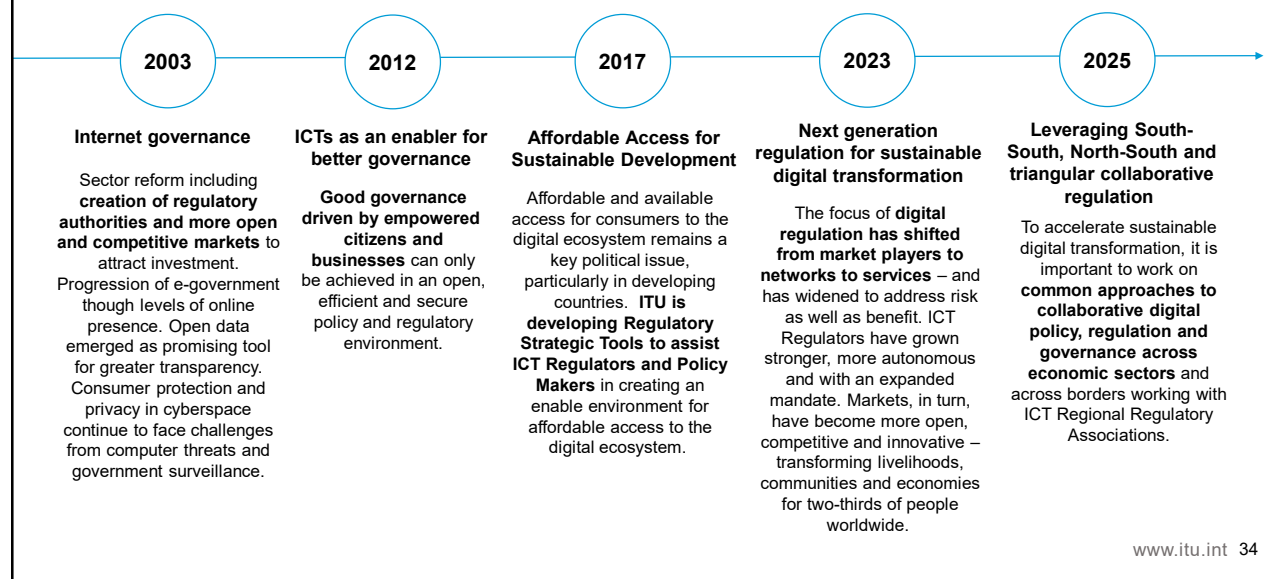 2003
Internet governance
Sector reform including
creation of regulatory
authorities and more open
and competitive markets to
attract investment.
Progression of e-government
though levels of online
presence. Open data
emerged as promising tool
for greater transparency.
Consumer protection and
privacy in cyberspace
continue to face challenges
from computer threats and
government surveillance.
2012
ICTs as an enabler for
better governance
Good governance
driven by empowered
citizens and
businesses can only
be achieved in an open,
efficient and secure
policy and regulatory
environment.
2017
Affordable Access for
Sustainable Development
Affordable and available
access for consumers to the
digital ecosystem remains a
key political issue,
particularly in developing
countries. ITU is
developing Regulatory
Strategic Tools to assist
ICT Regulators and Policy
Makers in creating an
enable environment for
affordable access to the
digital ecosystem.
2023
Next generation
regulation for sustainable
digital transformation
The focus of digital
regulation has shifted
from market players to
networks to services – and
has widened to address risk
as well as benefit. ICT
Regulators have grown
stronger, more autonomous
and with an expanded
mandate. Markets, in turn,
have become more open,
competitive and innovative –
transforming livelihoods,
communities and economies
for two-thirds of people
worldwide.
2025
Leveraging South-
South, North-South and
triangular collaborative
regulation
To accelerate sustainable
digital transformation, it is
important to work on
common approaches to
collaborative digital
policy, regulation and
governance across
economic sectors and
across borders working with
ICT Regional Regulatory
Associations.
www.itu.int 34